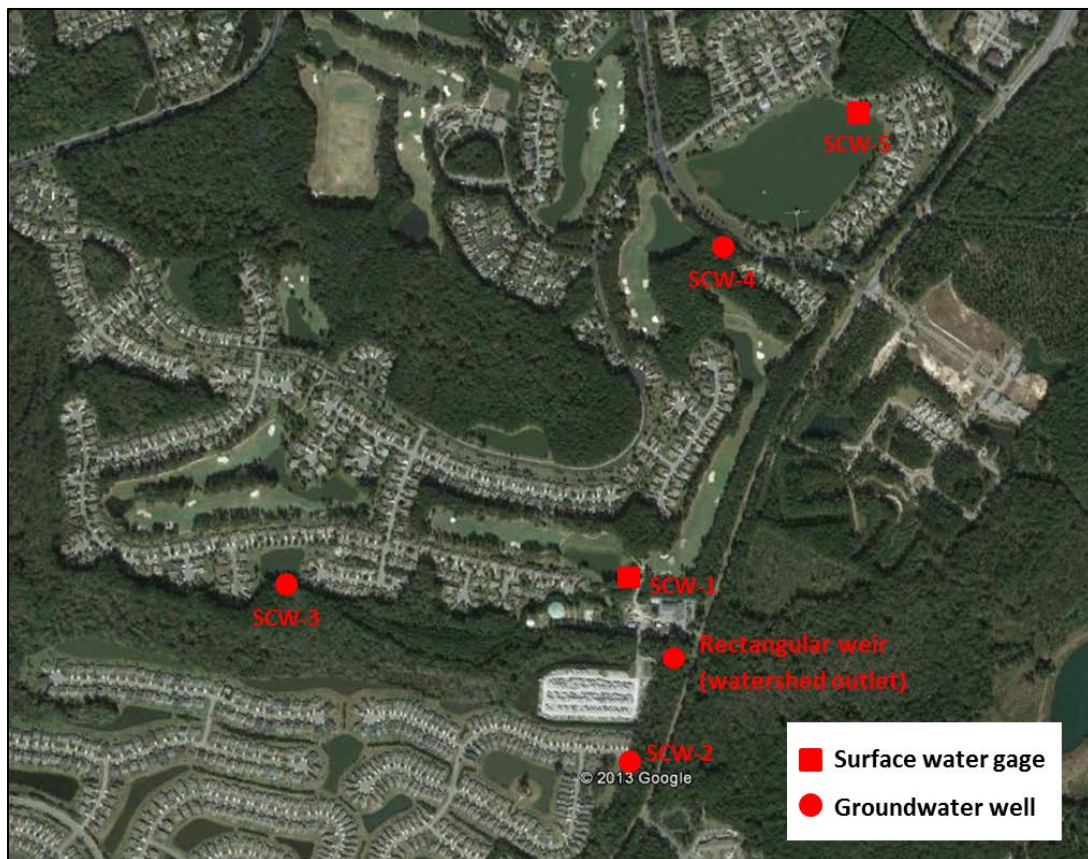 SCW-5
SCW-4
SCW-1
SCW-3
Rectangular weir
(watershed outlet)
SCW-2
© 2013 Google
Surface water gage
Groundwater well